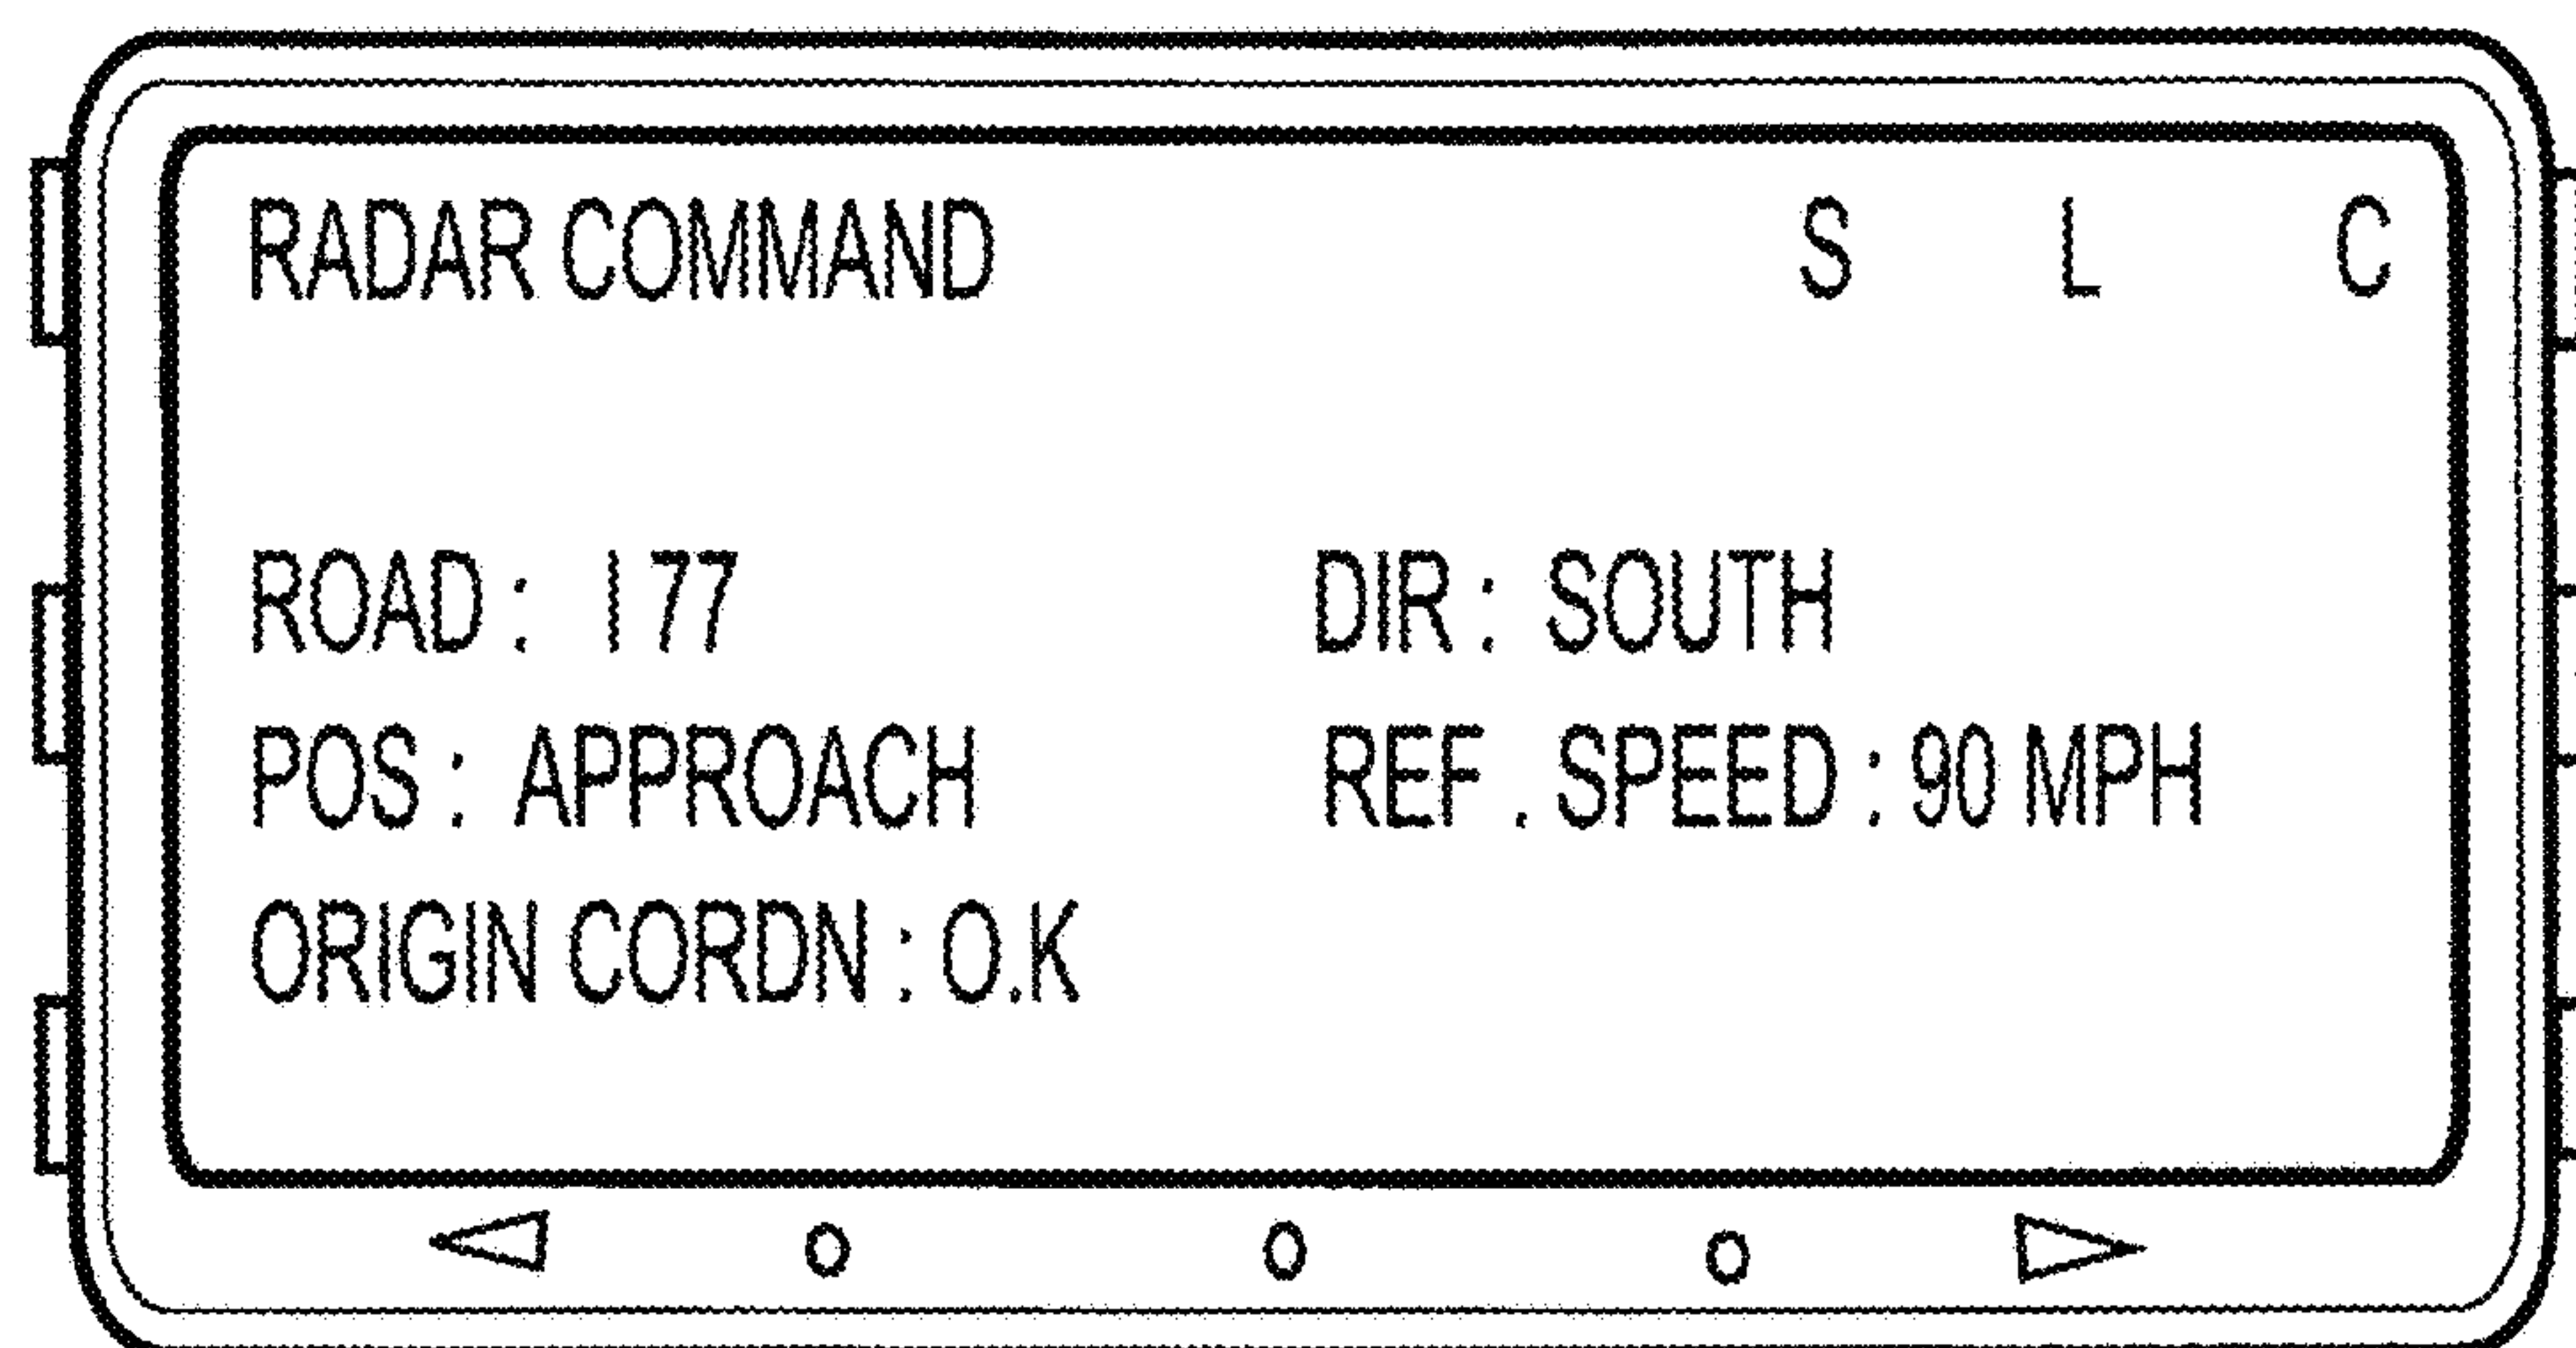 RADAR COMMAND S L C
ROAD : I 77 DIR : SOUTH
POS : APPROACH REF . SPEED : 90 MPH
ORIGIN CORDN : O.K